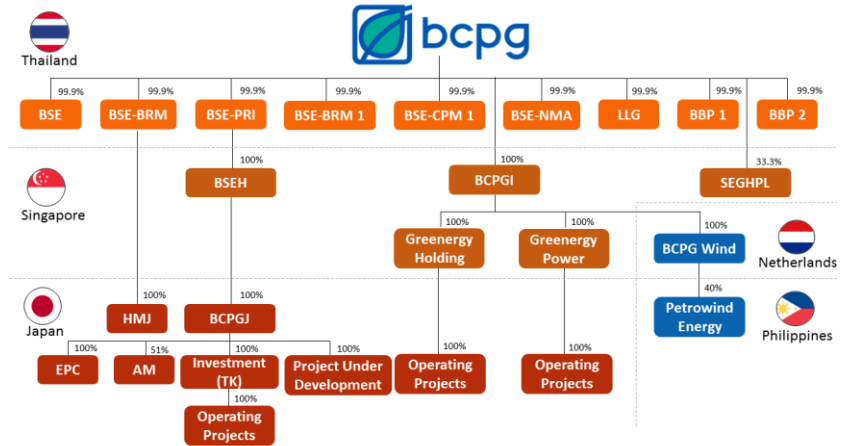 bcpg
Thailand
99.9% 99.9% 99.9% 99.9% 99.9% 99.9% 99.9% 99.9% 99.9%
BSE BSE-BRM BSE-PRI BSE-BRM 1 BSE-CPM 1 BSE-NMA LLG BBP 1 BBP 2
100% 100% 33.3%
BSEH BCPGI SEGHPL
Singapore
100% 100% 100%
Greenergy Holding
Greenergy Power
BCPG Wind
Netherlands
100% 100% 40%
HMJ BCPGJ
Petrowind Energy
Japan
Philippines
100% 51% 100% 100% 100% 100%
EPC AM
Investment (TK)
Project Under Development
Operating Projects
Operating Projects
100%
Operating Projects